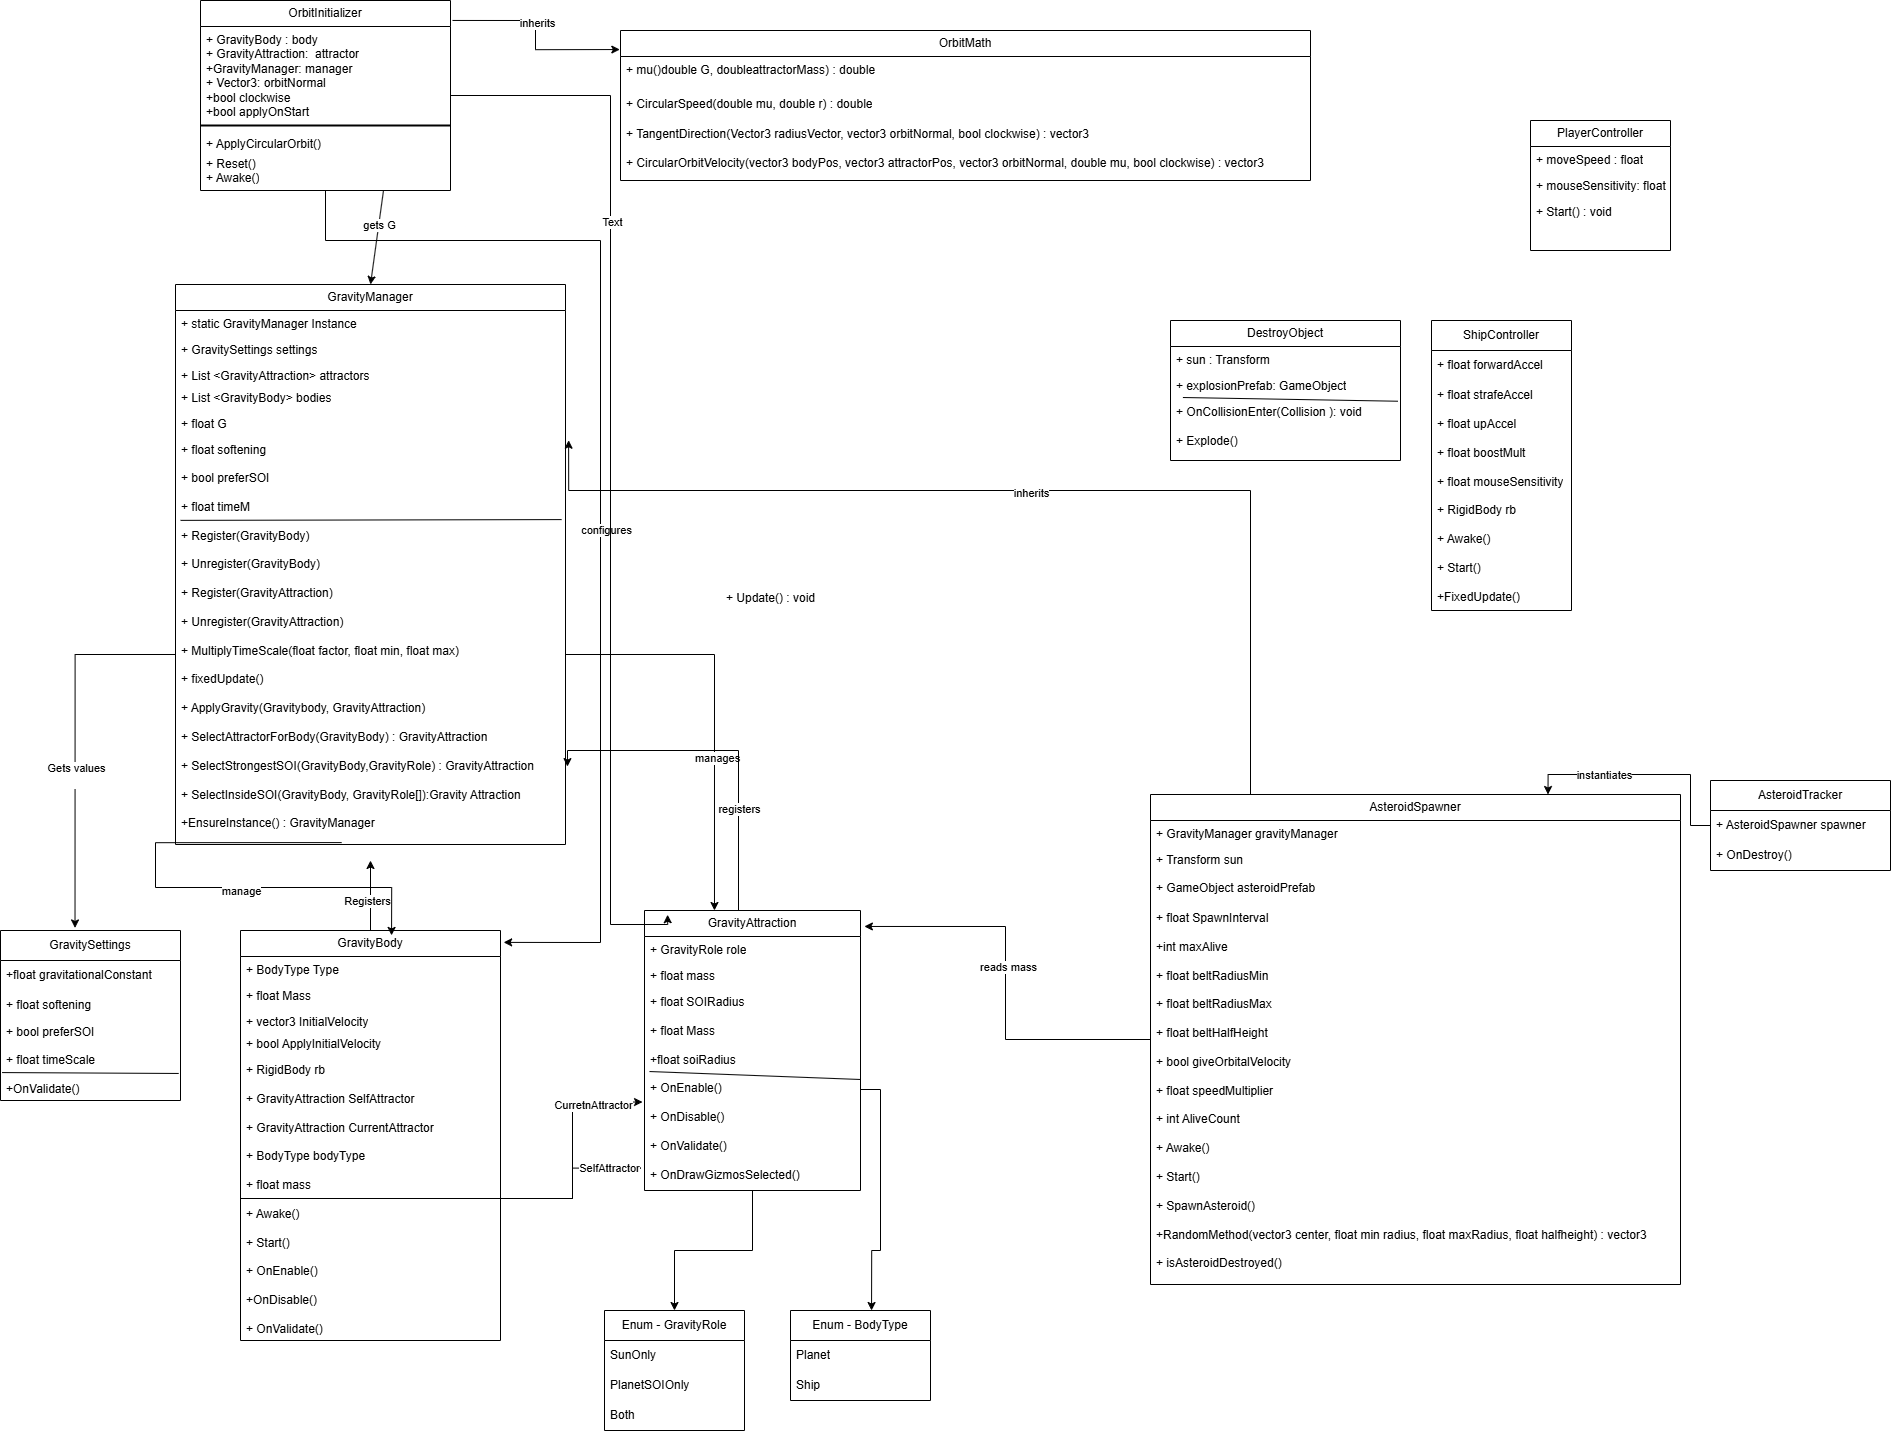 OrbitInitializer
+ GravityBody : body
+ GravityAttraction:  attractor
+GravityManager: manager
+ Vector3: orbitNormal
+bool clockwise
+bool applyOnStart
+ ApplyCircularOrbit()
+ Reset()
+ Awake()
inherits
OrbitMath
+ mu()double G, doubleattractorMass) : double
+ CircularSpeed(double mu, double r) : double
+ TangentDirection(Vector3 radiusVector, vector3 orbitNormal, bool clockwise) : vector3
+ CircularOrbitVelocity(vector3 bodyPos, vector3 attractorPos, vector3 orbitNormal, double mu, bool clockwise) : vector3
PlayerController
+ moveSpeed : float
+ mouseSensitivity: float
+ Start() : void
gets G
Text
GravityManager
+ static GravityManager Instance
+ GravitySettings settings
+ List <GravityAttraction> attractors
+ List <GravityBody> bodies
+ float G
+ float softening
+ bool preferSOI
+ float timeM
+ Register(GravityBody)
+ Unregister(GravityBody)
+ Register(GravityAttraction)
+ Unregister(GravityAttraction)
+ MultiplyTimeScale(float factor, float min, float max)
+ fixedUpdate()
+ ApplyGravity(Gravitybody, GravityAttraction)
+ SelectAttractorForBody(GravityBody) : GravityAttraction
+ SelectStrongestSOI(GravityBody,GravityRole) : GravityAttraction
+ SelectInsideSOI(GravityBody, GravityRole[]):Gravity Attraction
+EnsureInstance() : GravityManager
DestroyObject
+ sun : Transform
+ explosionPrefab: GameObject
+ OnCollisionEnter(Collision ): void
+ Explode()
ShipController
+ float forwardAccel
+ float strafeAccel
+ float upAccel
+ float boostMult
+ float mouseSensitivity
+ RigidBody rb
+ Awake()
+ Start()
+FixedUpdate()
inherits
configures
+ Update() : void
Gets values
manages
registers
manage
Registers
instantiates
AsteroidTracker
+ AsteroidSpawner spawner
+ OnDestroy()
AsteroidSpawner
+ GravityManager gravityManager
+ Transform sun
+ GameObject asteroidPrefab
+ float SpawnInterval
+int maxAlive
+ float beltRadiusMin
+ float beltRadiusMax
+ float beltHalfHeight
+ bool giveOrbitalVelocity
+ float speedMultiplier
+ int AliveCount
+ Awake()
+ Start()
+ SpawnAsteroid()
+RandomMethod(vector3 center, float min radius, float maxRadius, float halfheight) : vector3
+ isAsteroidDestroyed()
reads mass
GravitySettings
+float gravitationalConstant
+ float softening
+ bool preferSOI
+ float timeScale
+OnValidate()
GravityBody
+ BodyType Type
+ float Mass
+ vector3 InitialVelocity
+ bool ApplyInitialVelocity
+ RigidBody rb
+ GravityAttraction SelfAttractor
+ GravityAttraction CurrentAttractor
+ BodyType bodyType
+ float mass
+ Awake()
+ Start()
+ OnEnable()
+OnDisable()
+ OnValidate()
CurretnAttractor
SelfAttractor
GravityAttraction
+ GravityRole role
+ float mass
+ float SOIRadius
+ float Mass
+float soiRadius
+ OnEnable()
+ OnDisable()
+ OnValidate()
+ OnDrawGizmosSelected()
Enum - GravityRole
SunOnly
PlanetSOIOnly
Both
Enum - BodyType
Planet
Ship